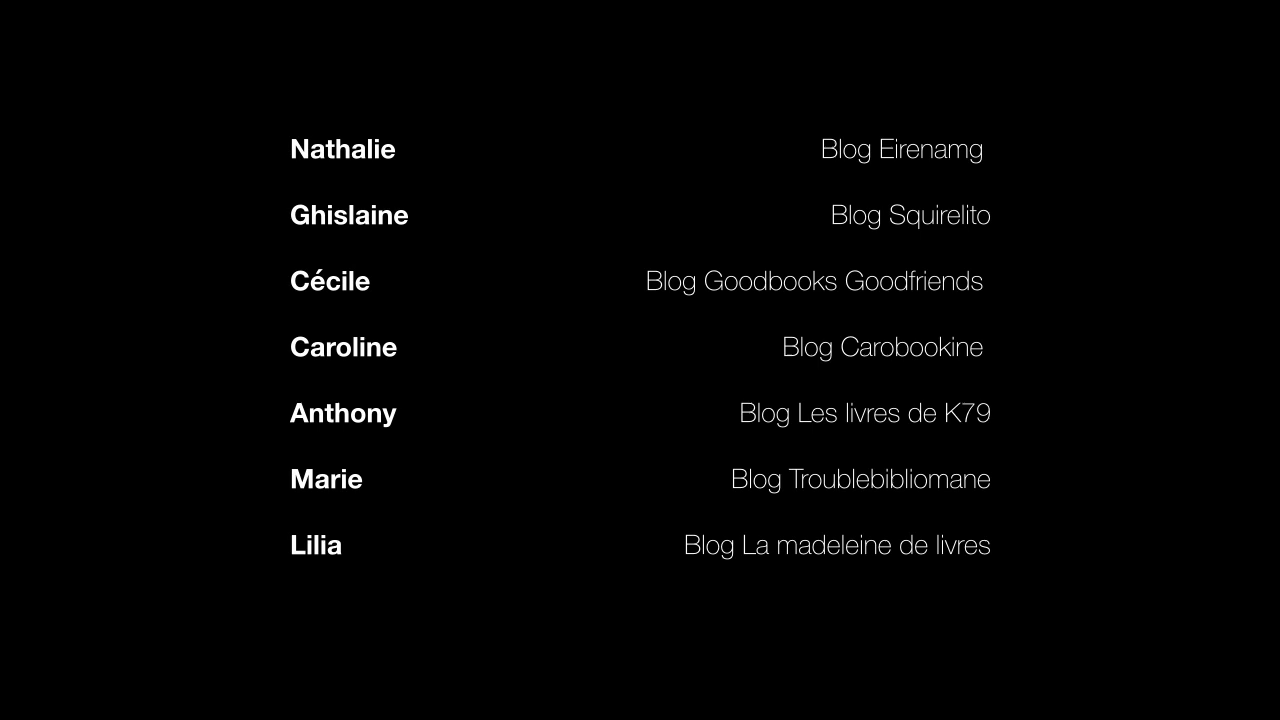 Nathalie Blog Eirenamg
Ghislaine Blog Squirelito
Cécile Blog Goodbooks Goodfriends
Caroline Blog Carobookine
Anthony Blog Les livres de K79
Marie Blog Troublebibliomane
Lilia Blog La madeleine de livres